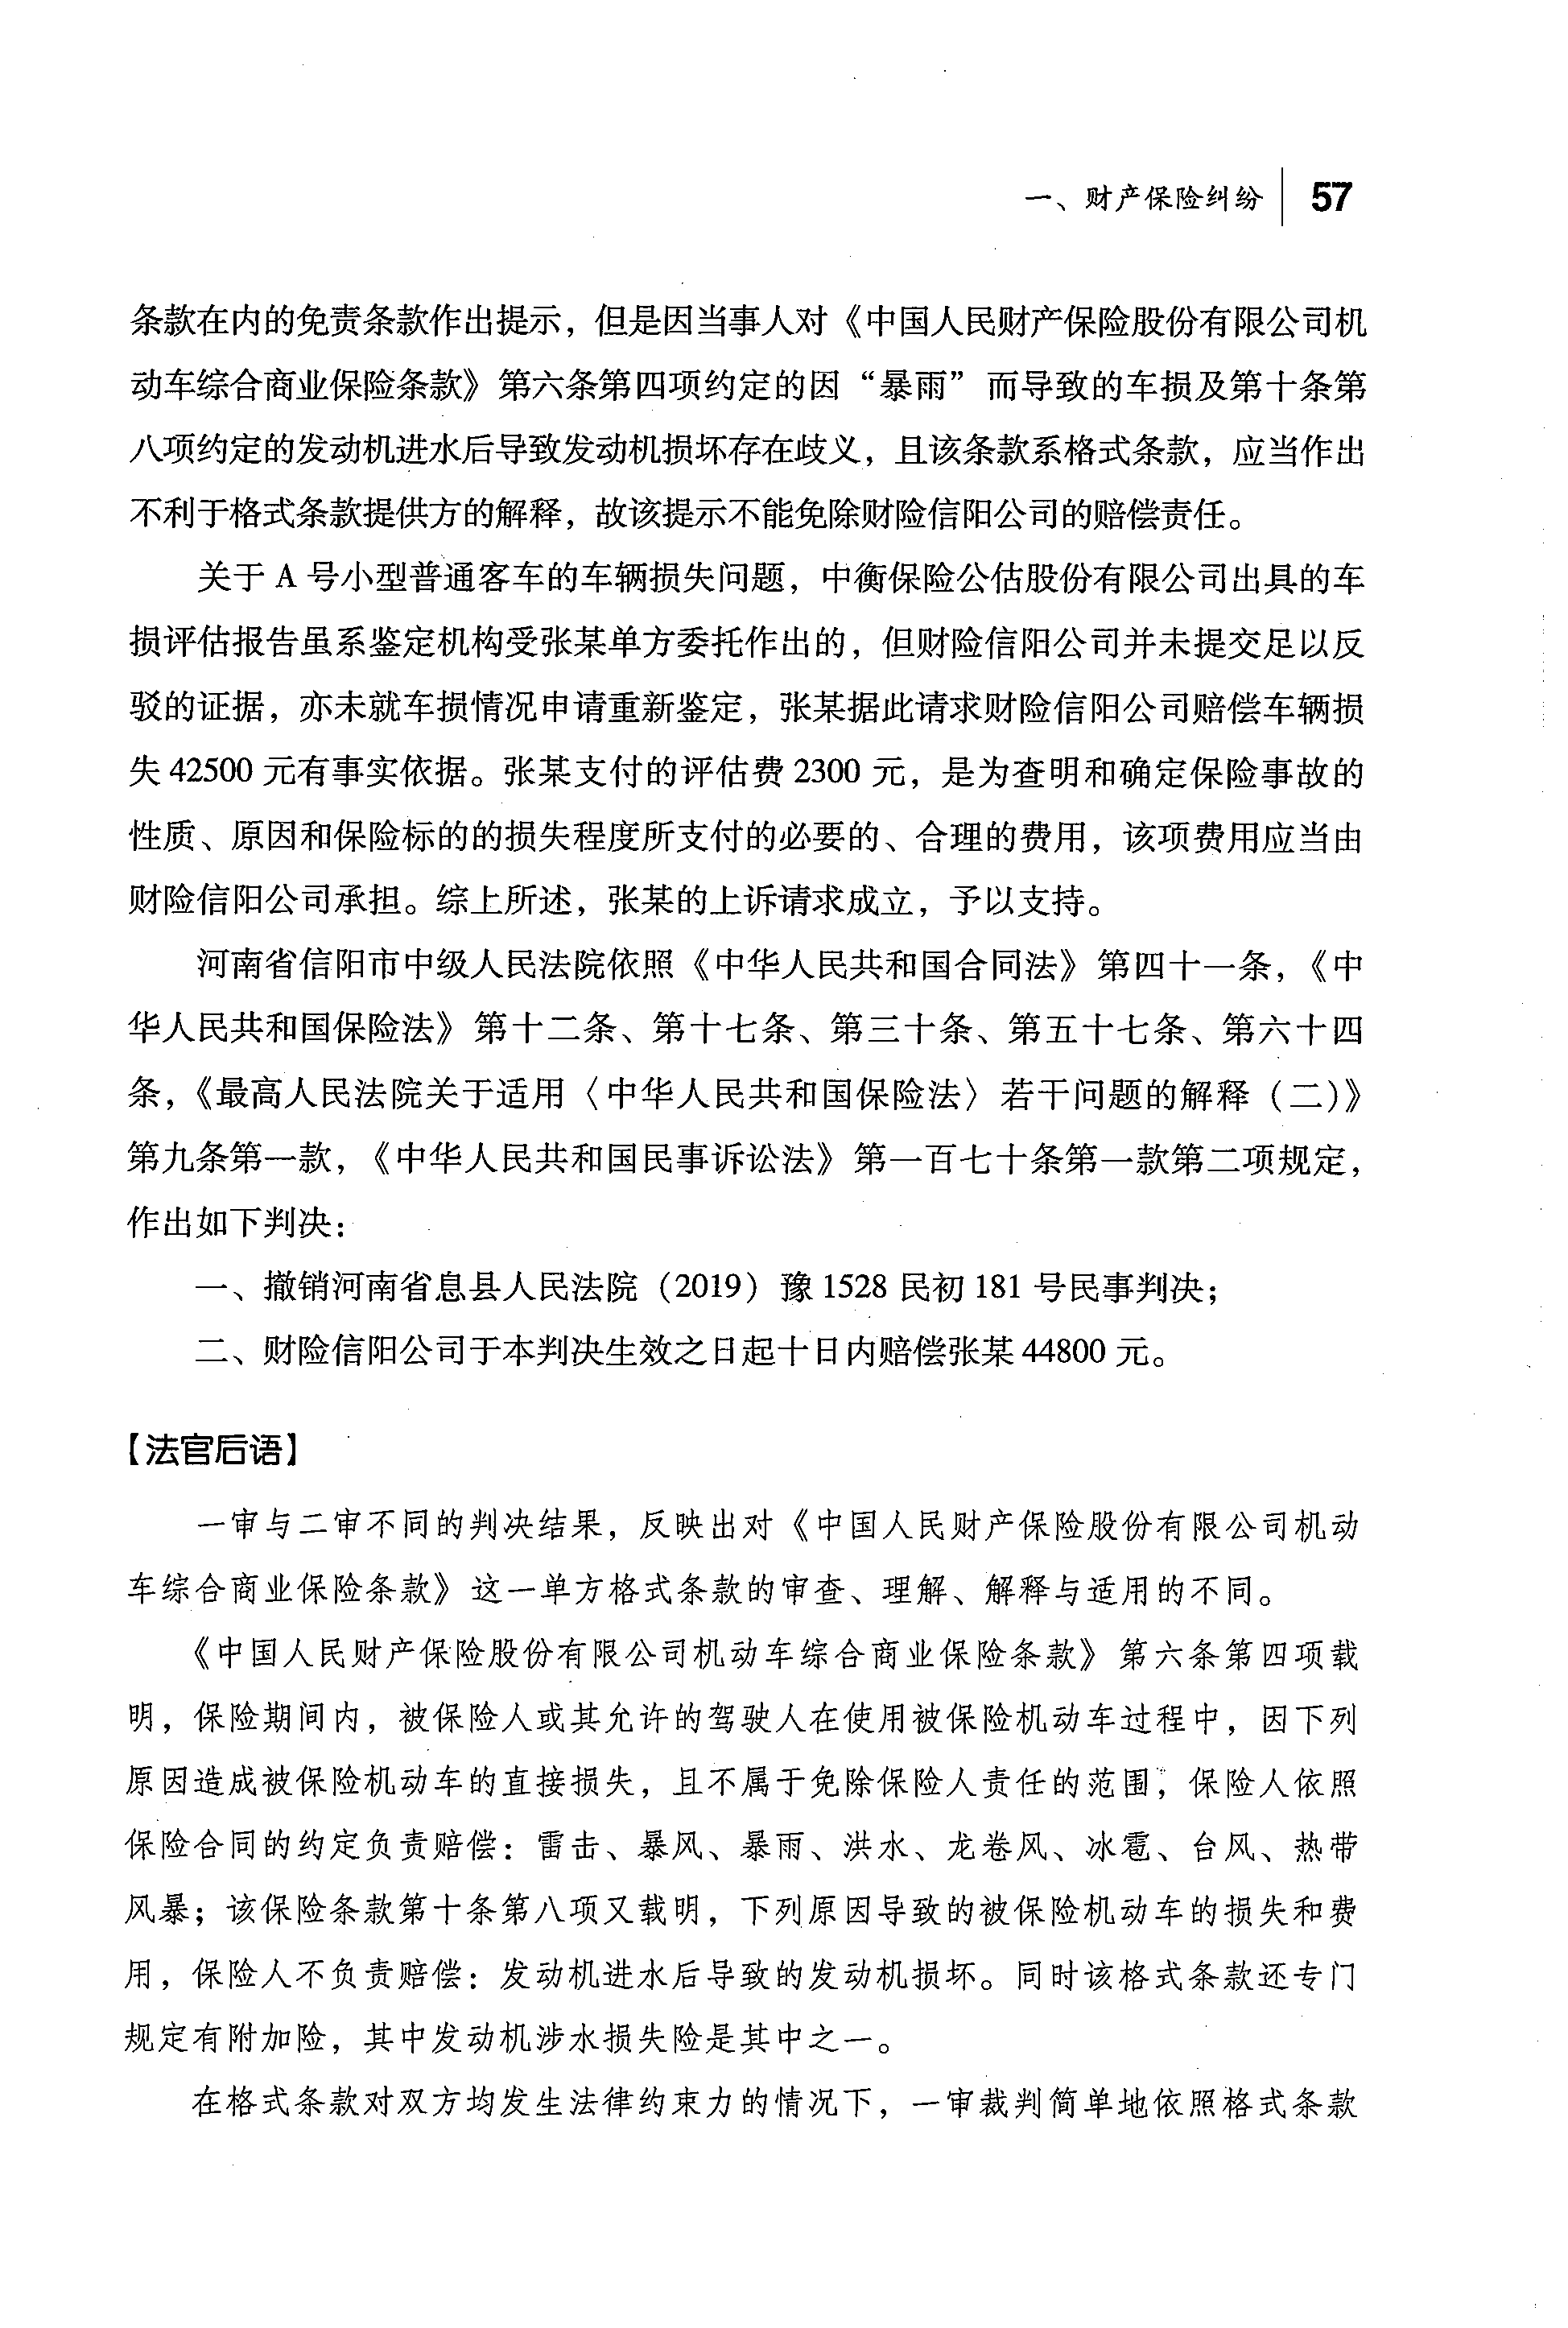 一、财产保险纠纷 57
条款在内的免责条款作出提示，但是因当事人对《中国人民财产保险股份有限公司机
动车综合商业保险条款》第六条第四项约定的因“暴雨”而导致的车损及第十条第
八项约定的发动机进水后导致发动机损坏存在歧义，且该条款系格式条款，应当作出
不利于格式条款提供方的解释，故该提示不能免除财险信阳公司的赔偿责任。
关于 A 号小型普通客车的车辆损失问题，中衡保险公估股份有限公司出具的车
损评估报告虽系鉴定机构受张某单方委托作出的，但财险信阳公司并未提交足以反
驳的证据，亦未就车损情况申请重新鉴定，张某据此请求财险信阳公司赔偿车辆损
失 42500 元有事实依据。张某支付的评估费 2300 元，是为查明和确定保险事故的
性质、原因和保险标的的损失程度所支付的必要的、合理的费用，该项费用应当由
财险信阳公司承担。综上所述，张某的上诉请求成立，予以支持。
河南省信阳市中级人民法院依照《中华人民共和国合同法》第四十一条，《中
华人民共和国保险法》第十二条、第十七条、第三十条、第五十七条、第六十四
条，《最高人民法院关于适用〈中华人民共和国保险法〉若干问题的解释（二）》
第九条第一款，《中华人民共和国民事诉讼法》第一百七十条第一款第二项规定，
作出如下判决：
一、撤销河南省息县人民法院（2019）豫 1528 民初 181 号民事判决；
二、财险信阳公司于本判决生效之日起十日内赔偿张某 44800 元。
【法官后语】
一审与二审不同的判决结果，反映出对《中国人民财产保险股份有限公司机动
车综合商业保险条款》这一单方格式条款的审查、理解、解释与适用的不同。
《中国人民财产保险股份有限公司机动车综合商业保险条款》第六条第四项载
明，保险期间内，被保险人或其允许的驾驶人在使用被保险机动车过程中，因下列
原因造成被保险机动车的直接损失，且不属于免除保险人责任的范围，保险人依照
保险合同的约定负责赔偿：雷击、暴风、暴雨、洪水、龙卷风、冰雹、台风、热带
风暴；该保险条款第十条第八项又载明，下列原因导致的被保险机动车的损失和费
用，保险人不负责赔偿：发动机进水后导致的发动机损坏。同时该格式条款还专门
规定有附加险，其中发动机涉水损失险是其中之一。
在格式条款对双方均发生法律约束力的情况下，一审裁判简单地依照格式条款